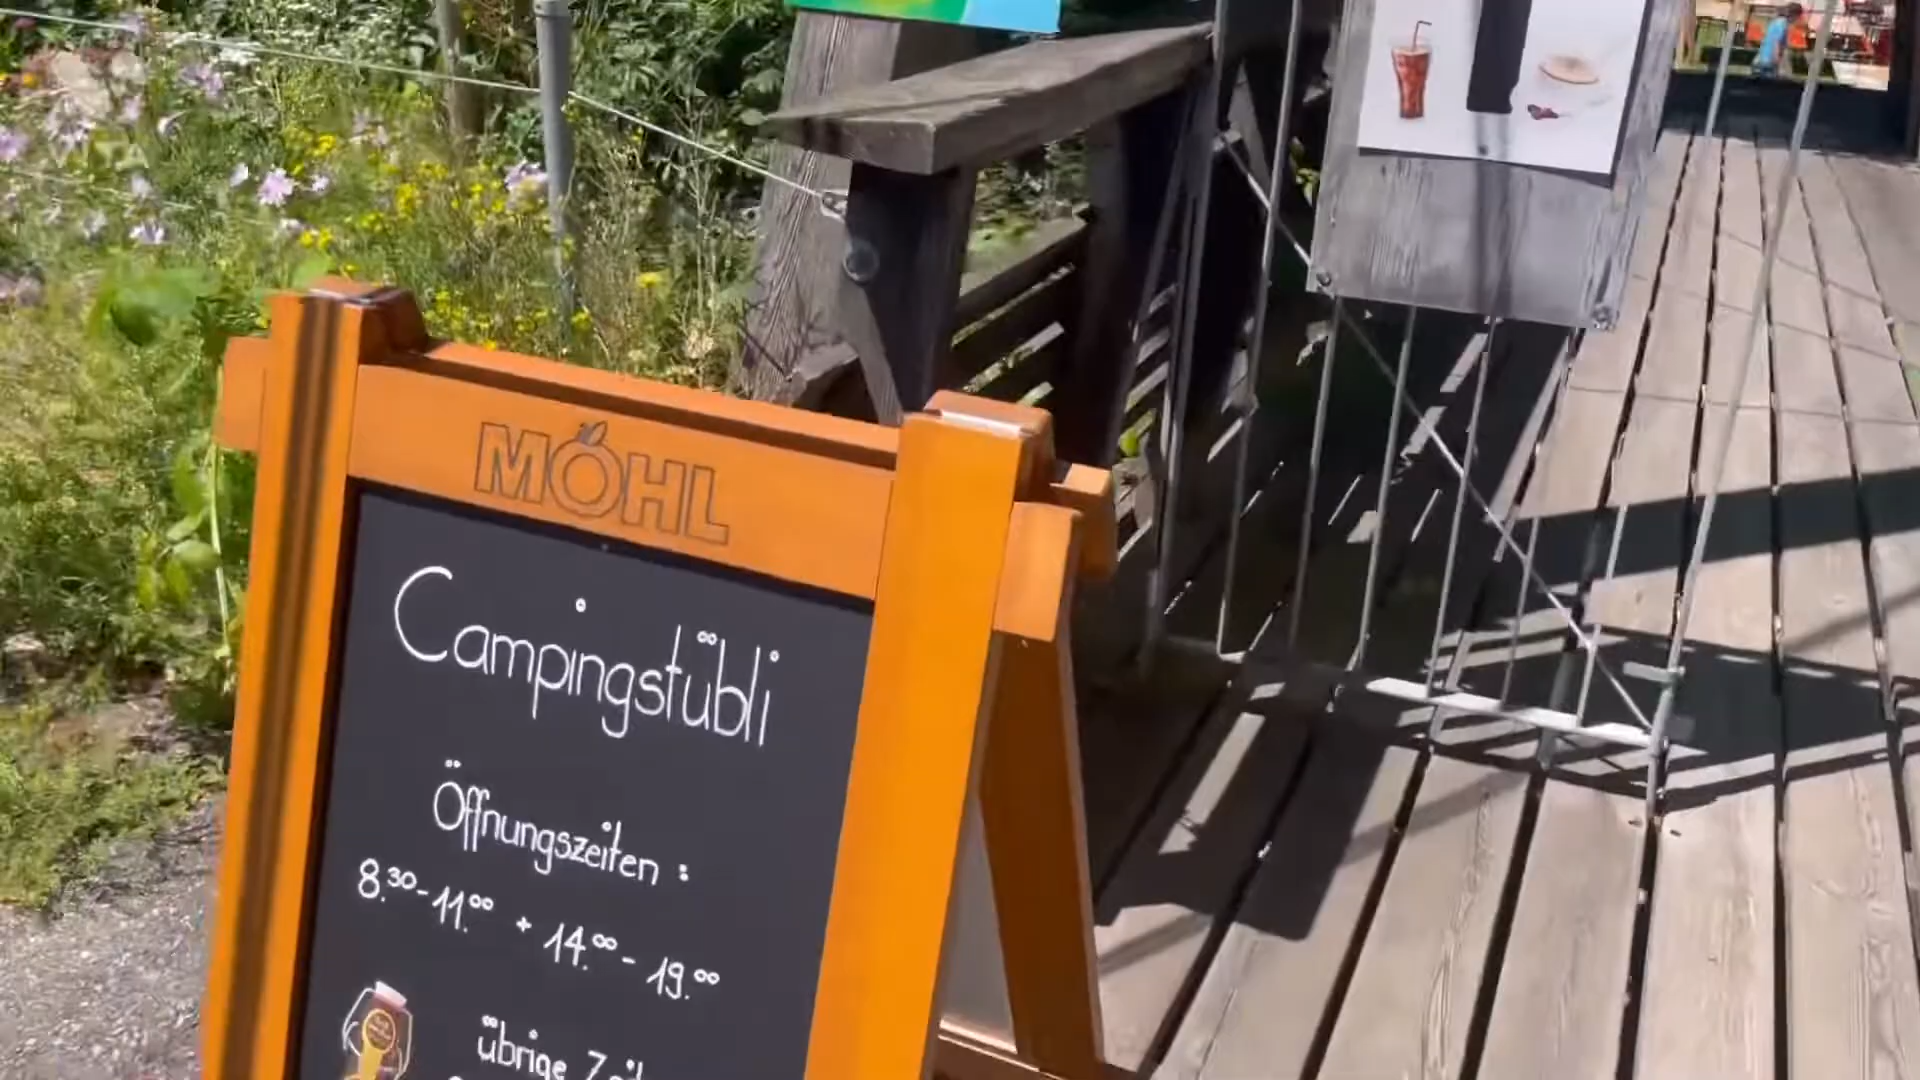 MÖHL
Campingstübli
Öffnungszeiten :
8.30 - 11.00 + 14.00 - 19.00
übrige